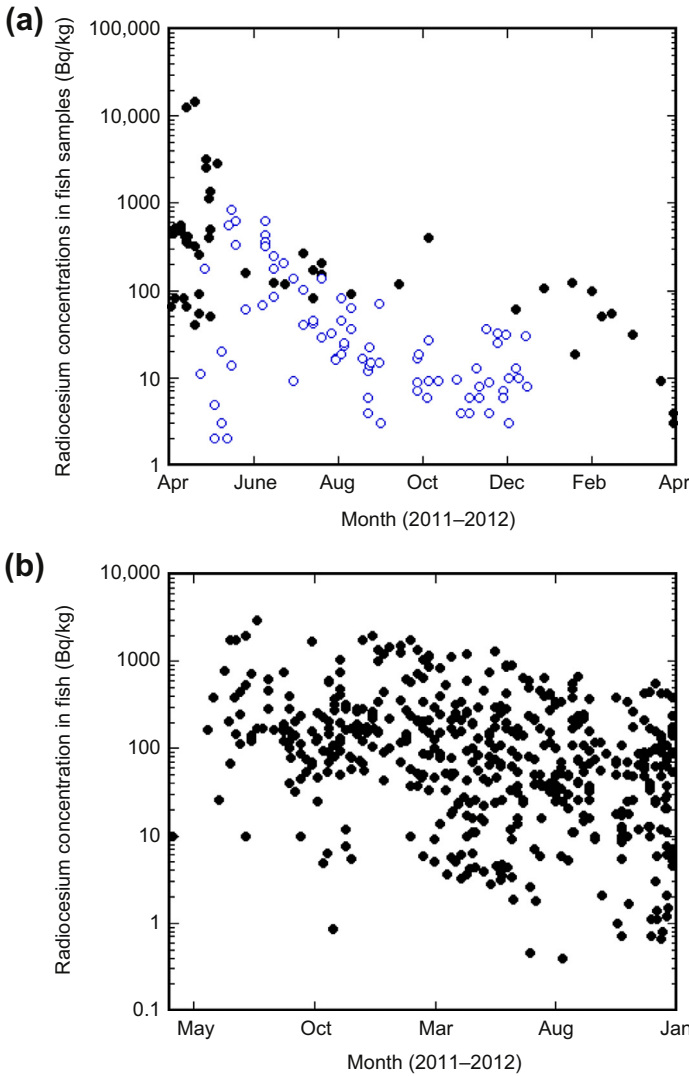 (a)
Radiocesium concentrations in fish samples (Bq/kg)
100,000
10,000
1000
100
10
1
Apr June Aug Oct Dec Feb Apr
Month (2011–2012)
(b)
Radiocesium concentration in fish (Bq/kg)
10,000
1000
100
10
1
0.1
May Oct Mar Aug Jan
Month (2011–2012)